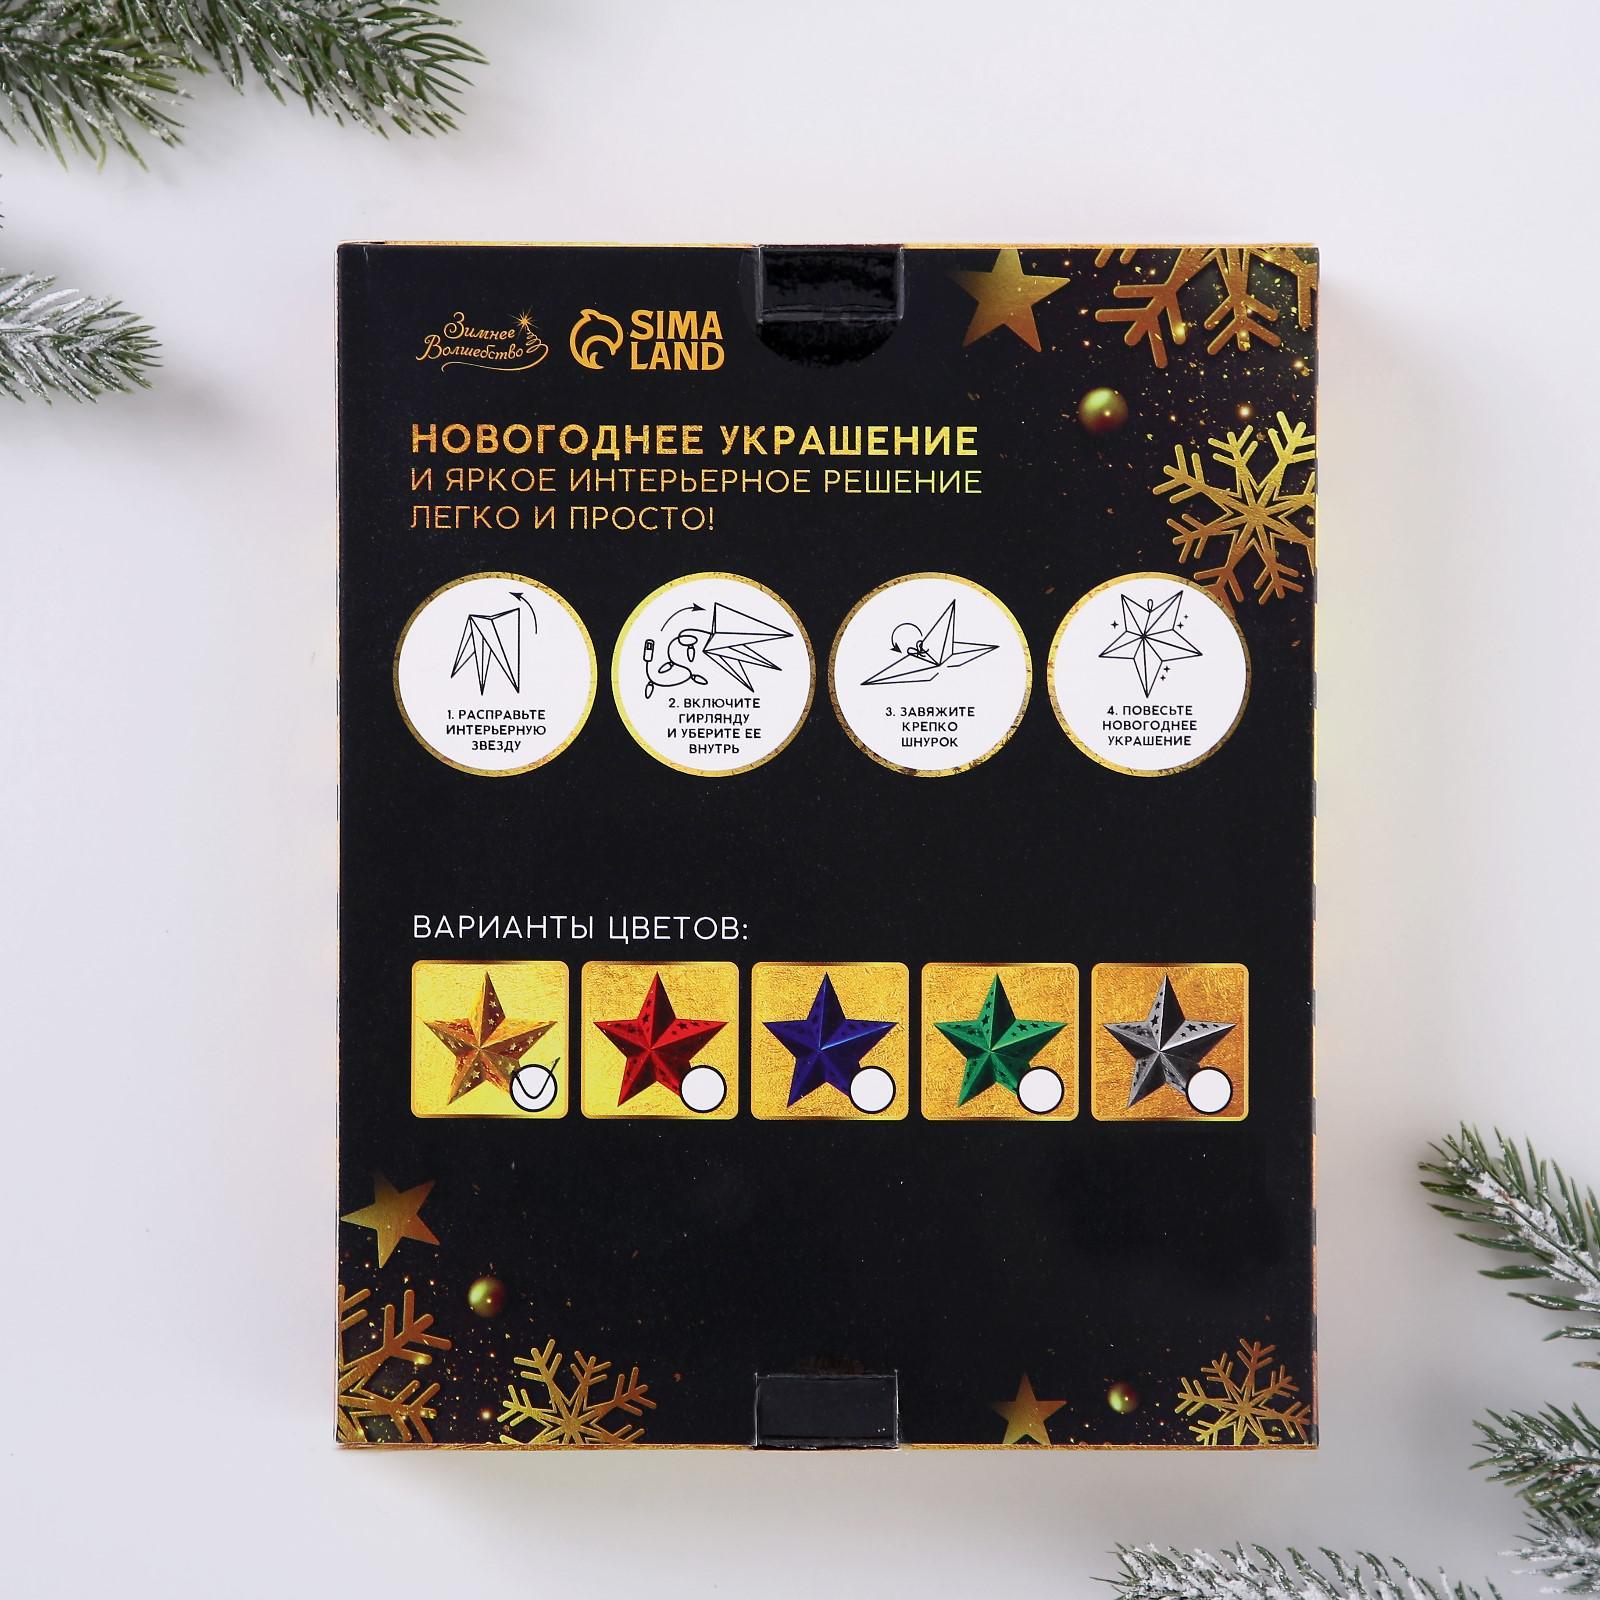 Зимнее
Волшебство
SIMA
LAND
НОВОГОДНЕЕ УКРАШЕНИЕ
И ЯРКОЕ ИНТЕРЬЕРНОЕ РЕШЕНИЕ
ЛЕГКО И ПРОСТО!
1. РАСПРАВЬТЕ
ИНТЕРЬЕРНУЮ
ЗВЕЗДУ
2. ВКЛЮЧИТЕ
ГИРЛЯНДУ
И УБЕРИТЕ ЕЕ
ВНУТРЬ
3. ЗАВЯЖИТЕ
КРЕПКО
ШНУРОК
4. ПОВЕСЬТЕ
НОВОГОДНЕЕ
УКРАШЕНИЕ
ВАРИАНТЫ ЦВЕТОВ: